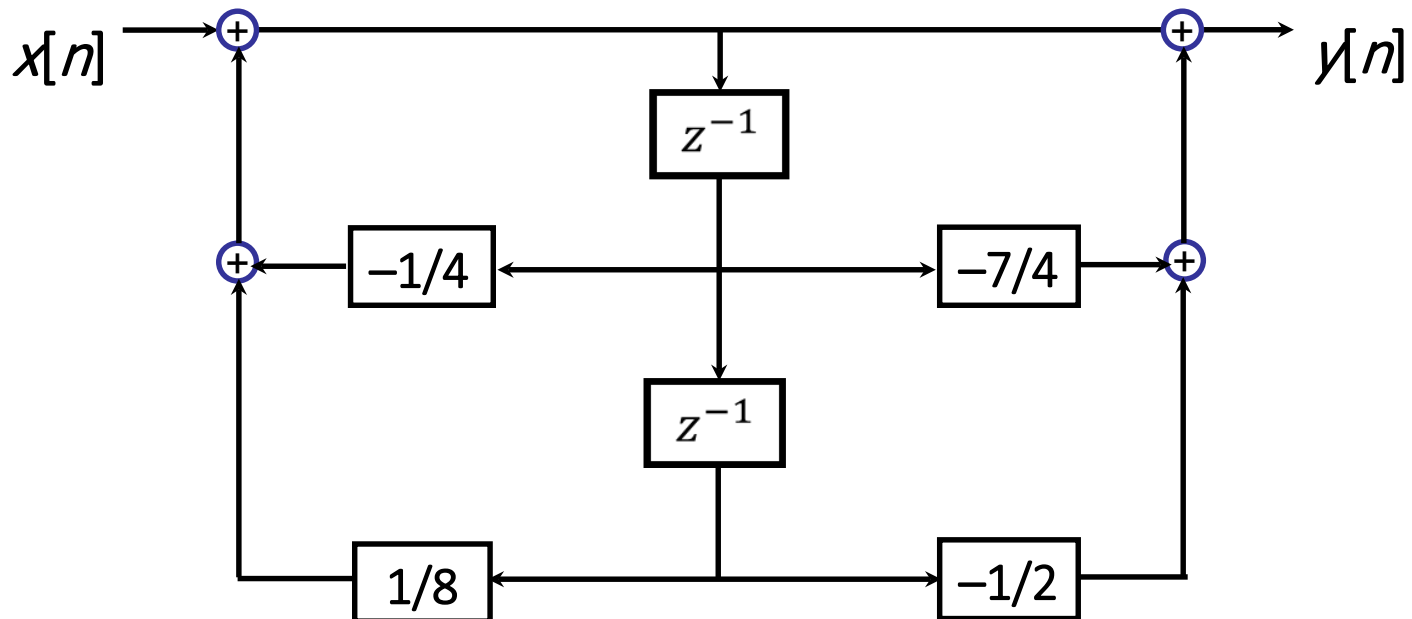 + +
x[n] y[n]
z⁻¹
–1/4 –7/4
+ +
z⁻¹
1/8 –1/2